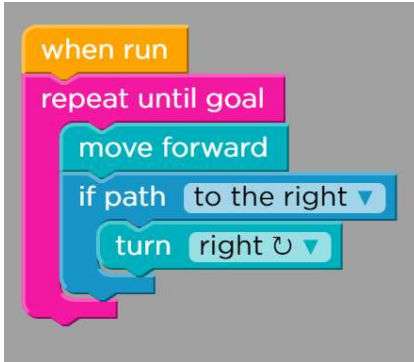 when run
repeat until goal
move forward
if path to the right ▼
turn right ↻ ▼